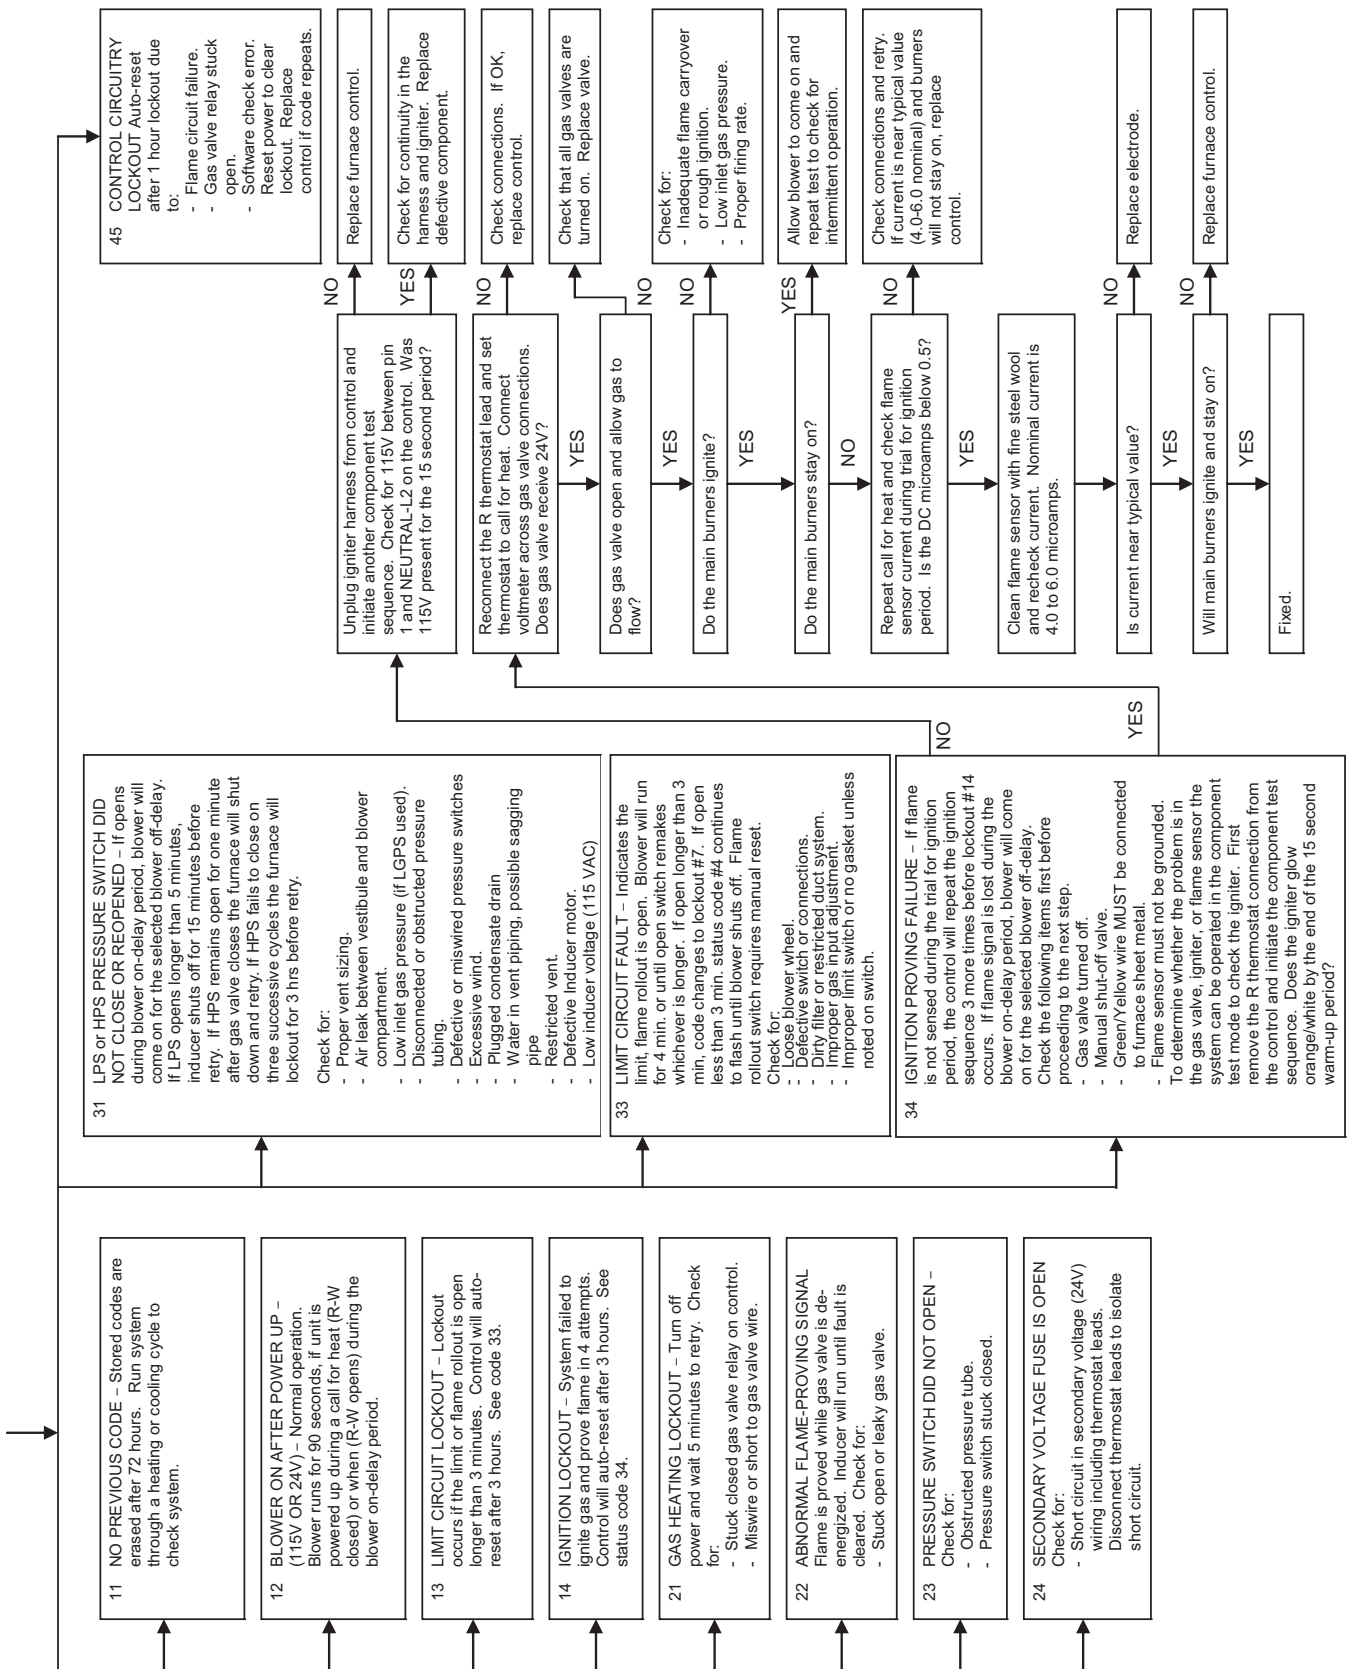 11 NO PREVIOUS CODE – Stored codes are
erased after 72 hours. Run system
through a heating or cooling cycle to
check system.
12 BLOWER ON AFTER POWER UP –
(115V OR 24V) – Normal operation.
Blower runs for 90 seconds, if unit is
powered up during a call for heat (R-W
closed) or when (R-W opens) during the
blower on-delay period.
13 LIMIT CIRCUIT LOCKOUT – Lockout
occurs if the limit or flame rollout is open
longer than 3 minutes. Control will auto-
reset after 3 hours. See code 33.
14 IGNITION LOCKOUT – System failed to
ignite gas and prove flame in 4 attempts.
Control will auto-reset after 3 hours. See
status code 34.
21 GAS HEATING LOCKOUT – Turn off
power and wait 5 minutes to retry. Check
for:
- Stuck closed gas valve relay on control.
- Miswire or short to gas valve wire.
22 ABNORMAL FLAME-PROVING SIGNAL
Flame is proved while gas valve is de-
energized. Inducer will run until fault is
cleared. Check for:
- Stuck open or leaky gas valve.
23 PRESSURE SWITCH DID NOT OPEN –
Check for:
- Obstructed pressure tube.
- Pressure switch stuck closed.
24 SECONDARY VOLTAGE FUSE IS OPEN
Check for:
- Short circuit in secondary voltage (24V)
wiring including thermostat leads.
Disconnect thermostat leads to isolate
short circuit.
31 LPS or HPS PRESSURE SWITCH DID
NOT CLOSE OR REOPENED – If opens
during blower on-delay period, blower will
come on for the selected blower off-delay.
If LPS opens longer than 5 minutes,
inducer shuts off for 15 minutes before
retry. If HPS remains open for one minute
after gas valve closes the furnace will shut
down and retry. If HPS fails to close on
three successive cycles the furnace will
lockout for 3 hrs before retry.
Check for:
- Proper vent sizing.
- Air leak between vestibule and blower
compartment.
- Low inlet gas pressure (if LGPS used).
- Disconnected or obstructed pressure
tubing.
- Defective or miswired pressure switches
- Excessive wind.
- Plugged condensate drain
- Water in vent piping, possible sagging
pipe
- Restricted vent.
- Defective Inducer motor.
- Low inducer voltage (115 VAC)
33 LIMIT CIRCUIT FAULT – Indicates the
limit, flame rollout is open. Blower will run
for 4 min. or until open switch remakes
whichever is longer. If open longer than 3
min, code changes to lockout #7. If open
less than 3 min. status code #4 continues
to flash until blower shuts off. Flame
rollout switch requires manual reset.
Check for:
- Loose blower wheel.
- Defective switch or connections.
- Dirty filter or restricted duct system.
- Improper gas input adjustment.
- Improper limit switch or no gasket unless
noted on switch.
34 IGNITION PROVING FAILURE – If flame
is not sensed during the trial for ignition
period, the control will repeat the ignition
sequence 3 more times before lockout #14
occurs. If flame signal is lost during the
blower on-delay period, blower will come
on for the selected blower off-delay.
Check the following items first before
proceeding to the next step.
- Gas valve turned off.
- Manual shut-off valve.
- Green/Yellow wire MUST be connected
to furnace sheet metal.
- Flame sensor must not be grounded.
To determine whether the problem is in
the gas valve, igniter, or flame sensor the
system can be operated in the component
test mode to check the igniter. First
remove the R thermostat connection from
the control and initiate the component test
sequence. Does the igniter glow
orange/white by the end of the 15 second
warm-up period?
NO
YES
45 CONTROL CIRCUITRY
LOCKOUT Auto-reset
after 1 hour lockout due
to:
- Flame circuit failure.
- Gas valve relay stuck
open.
- Software check error.
Reset power to clear
lockout. Replace
control if code repeats.
Unplug igniter harness from control and
initiate another component test
sequence. Check for 115V between pin
1 and NEUTRAL-L2 on the control. Was
115V present for the 15 second period?
NO
Replace furnace control.
YES
Check for continuity in the
harness and igniter. Replace
defective component.
Reconnect the R thermostat lead and set
thermostat to call for heat. Connect
voltmeter across gas valve connections.
Does gas valve receive 24V?
NO
Check connections. If OK,
replace control.
YES
Does gas valve open and allow gas to
flow?
NO
Check that all gas valves are
turned on. Replace valve.
YES
Do the main burners ignite?
NO
Check for:
- Inadequate flame carryover
or rough ignition.
- Low inlet gas pressure.
- Proper firing rate.
YES
Do the main burners stay on?
YES
Allow blower to come on and
repeat test to check for
intermittent operation.
NO
Repeat call for heat and check flame
sensor current during trial for ignition
period. Is the DC microamps below 0.5?
NO
Check connections and retry.
If current is near typical value
(4.0-6.0 nominal) and burners
will not stay on, replace
control.
YES
Clean flame sensor with fine steel wool
and recheck current. Nominal current is
4.0 to 6.0 microamps.
Is current near typical value?
NO
Replace electrode.
YES
Will main burners ignite and stay on?
NO
Replace furnace control.
YES
Fixed.